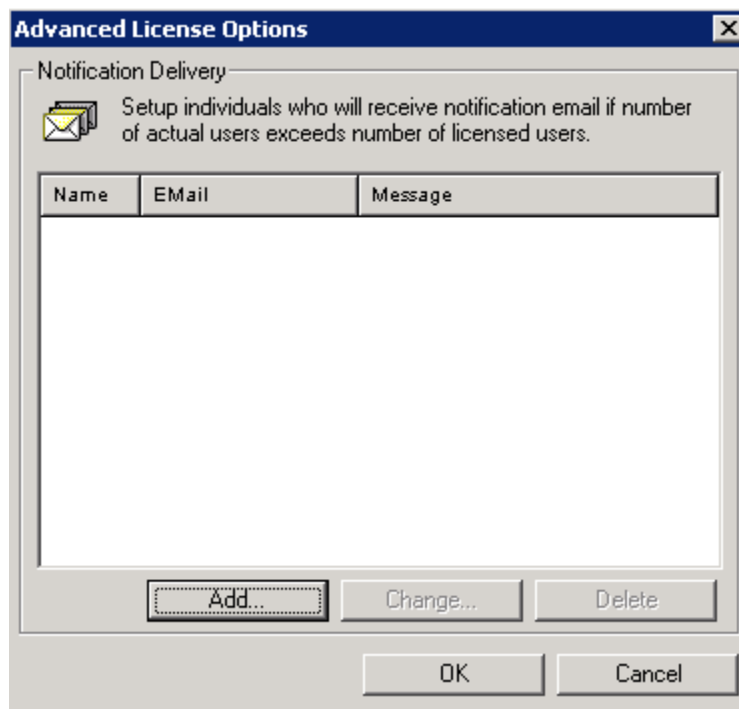 Advanced License Options
Notification Delivery
Setup individuals who will receive notification email if number
of actual users exceeds number of licensed users.
Name EMail Message
Add... Change... Delete
OK Cancel